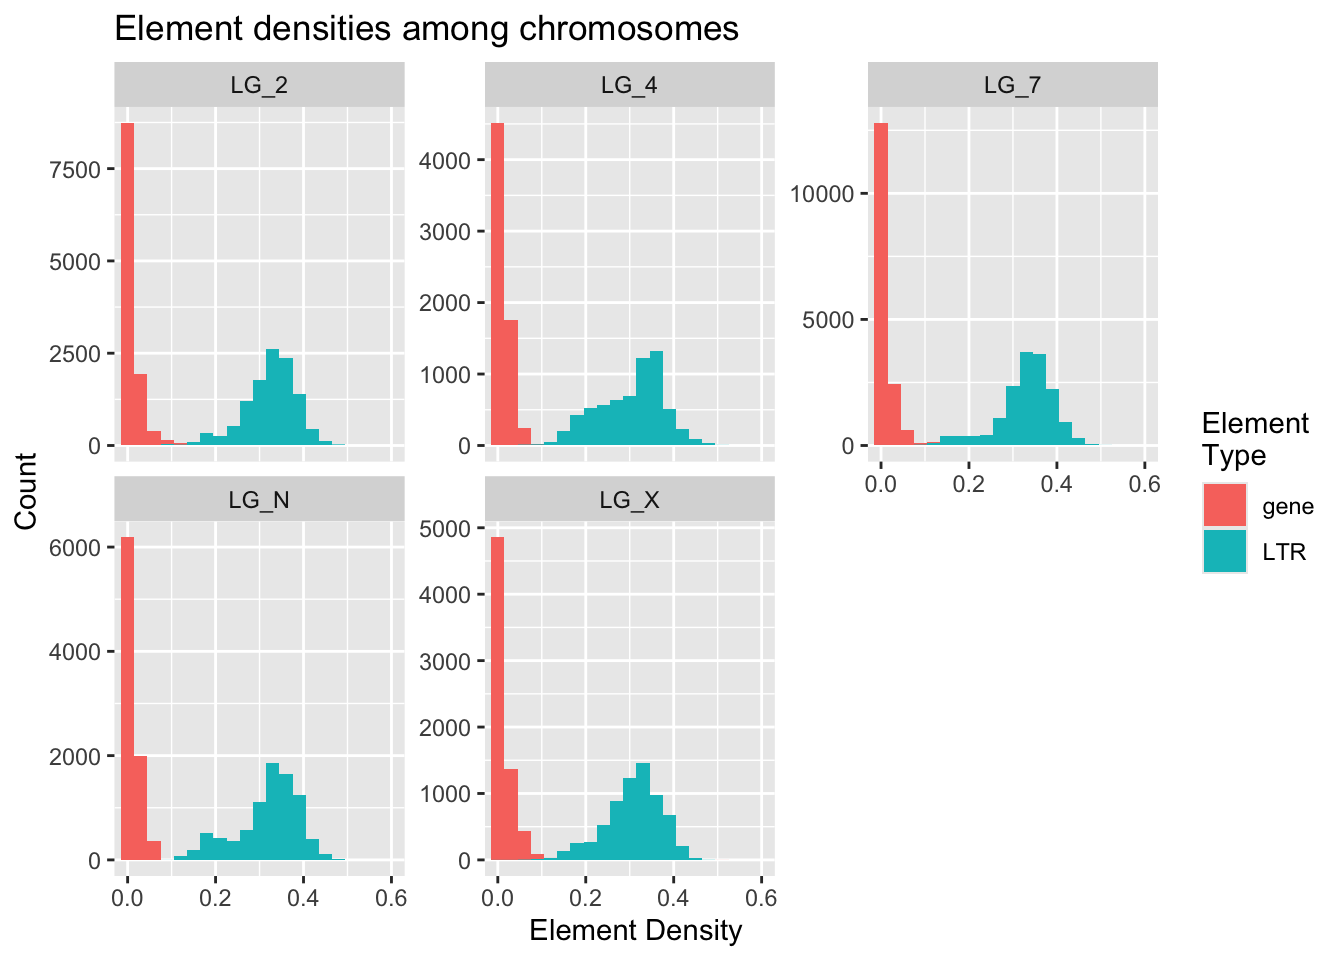 Element densities among chromosomes
LG_2
LG_4
LG_7
7500
5000
2500
0
4000
3000
2000
1000
0
10000
5000
0
0.0 0.2 0.4 0.6
LG_N
LG_X
6000
4000
2000
0
5000
4000
3000
2000
1000
0
0.0 0.2 0.4 0.6
0.0 0.2 0.4 0.6
Count
Element Density
Element
Type
gene
LTR